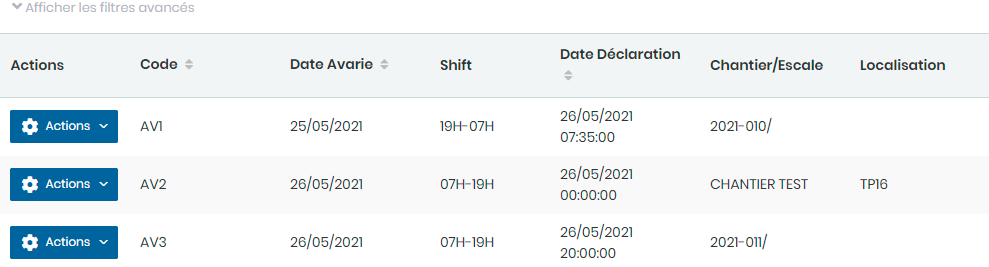 Afficher les filtres avancés
Actions Code Date Avarie Shift Date Déclaration Chantier/Escale Localisation
Actions AV1 25/05/2021 19H-07H 26/05/2021 07:35:00 2021-010/
Actions AV2 26/05/2021 07H-19H 26/05/2021 00:00:00 CHANTIER TEST TP16
Actions AV3 26/05/2021 07H-19H 26/05/2021 20:00:00 2021-011/